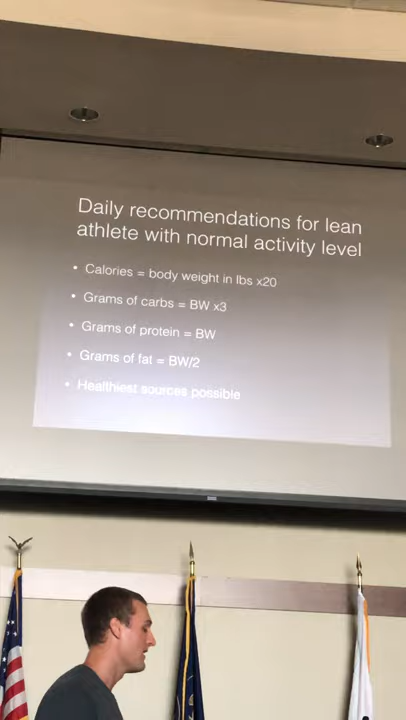 Daily recommendations for lean
athlete with normal activity level
• Calories = body weight in lbs x20
• Grams of carbs = BW x3
• Grams of protein = BW
• Grams of fat = BW/2
• Healthiest sources possible